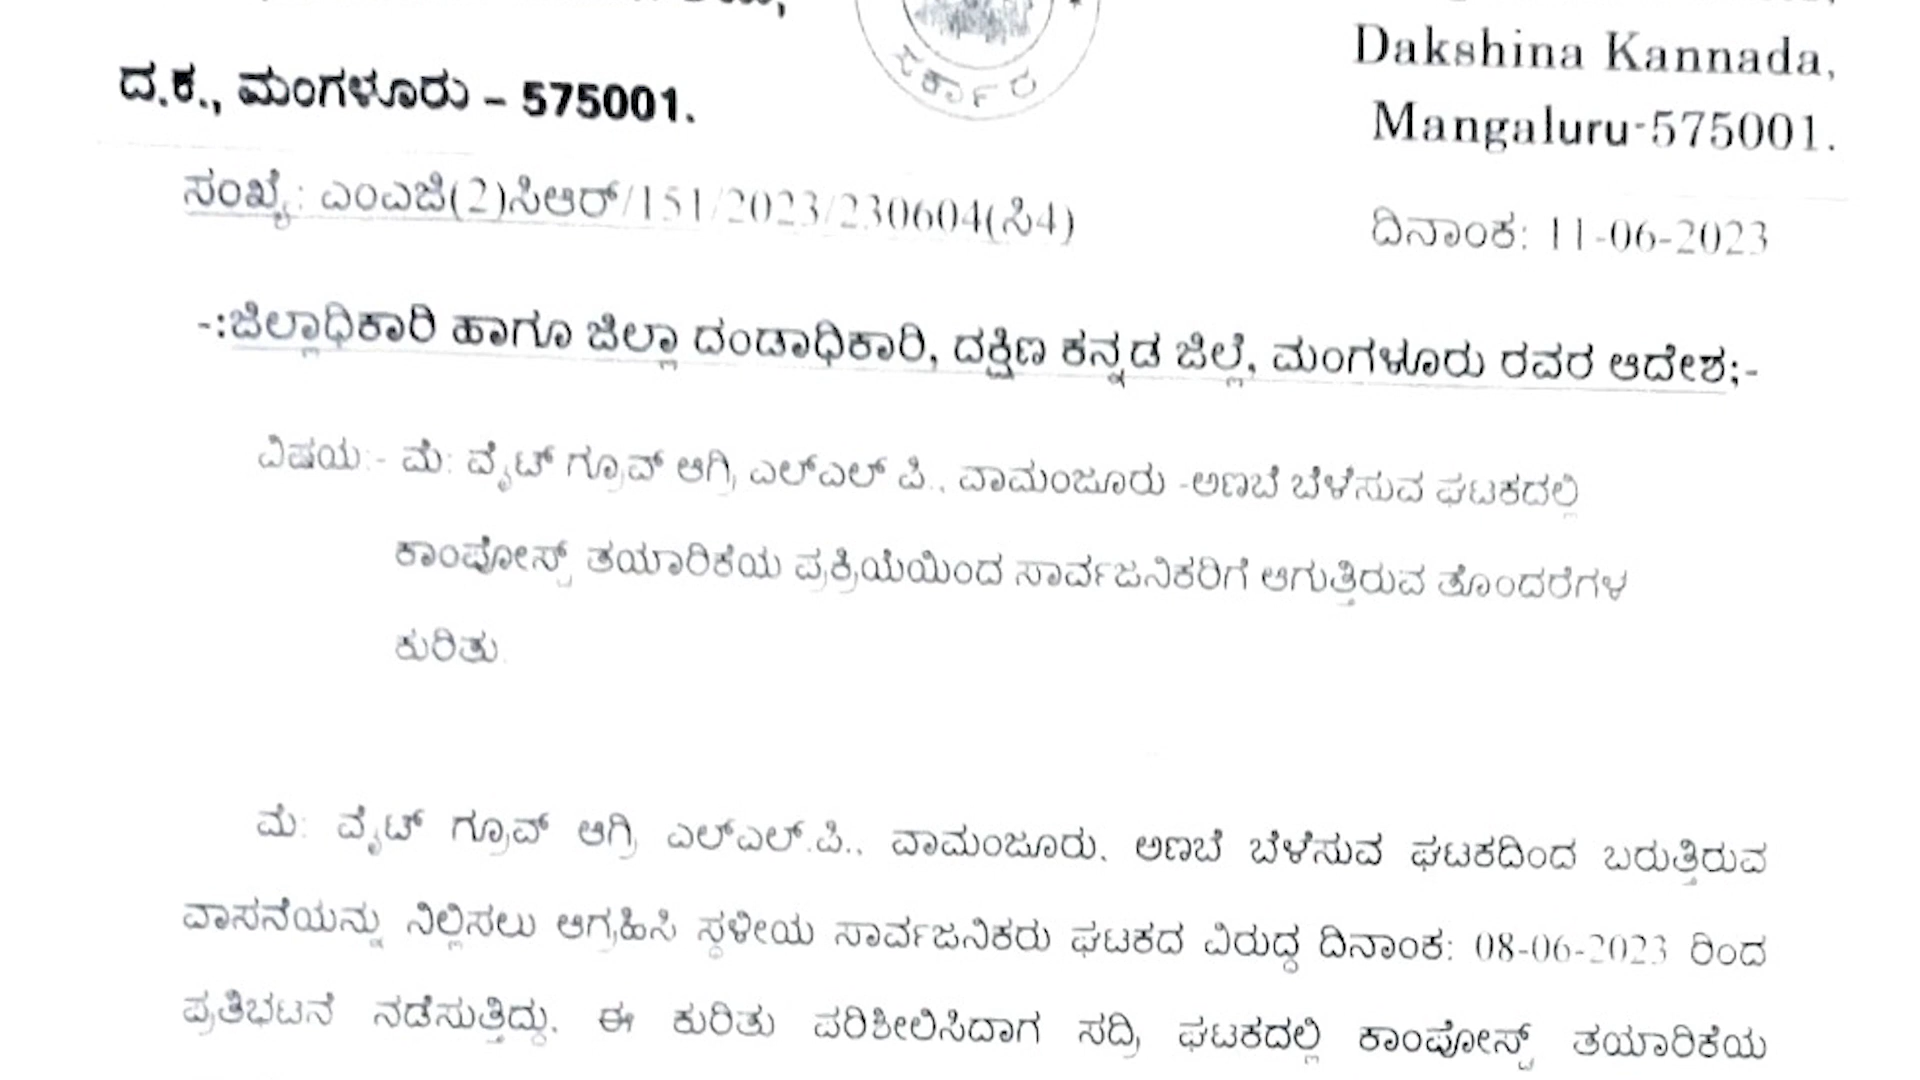 Dakshina Kannada,
ದ.ಕ., ಮಂಗಳೂರು – 575001.
ಸರ್ಕಾರ
Mangaluru-575001.
ಸಂಖ್ಯೆ: ಎಂಎಜಿ(2)ಸಿಆರ್/151/2023/230604(ಸಿ4)
ದಿನಾಂಕ: 11-06-2023
-:ಜಿಲ್ಲಾಧಿಕಾರಿ ಹಾಗೂ ಜಿಲ್ಲಾ ದಂಡಾಧಿಕಾರಿ, ದಕ್ಷಿಣ ಕನ್ನಡ ಜಿಲ್ಲೆ, ಮಂಗಳೂರು ರವರ ಆದೇಶ;-
ವಿಷಯ:- ಮೆ: ವೈಟ್ ಗ್ರೂವ್ ಆಗ್ರಿ ಎಲ್ಎಲ್ ಪಿ., ವಾಮಂಜೂರು -ಅಣಬೆ ಬೆಳೆಸುವ ಘಟಕದಲ್ಲಿ
ಕಾಂಪೋಸ್ಟ್ ತಯಾರಿಕೆಯ ಪ್ರಕ್ರಿಯೆಯಿಂದ ಸಾರ್ವಜನಿಕರಿಗೆ ಆಗುತ್ತಿರುವ ತೊಂದರೆಗಳ
ಕುರಿತು.
ಮೆ: ವೈಟ್ ಗ್ರೂವ್ ಆಗ್ರಿ ಎಲ್ಎಲ್.ಪಿ., ವಾಮಂಜೂರು. ಅಣಬೆ ಬೆಳೆಸುವ ಘಟಕದಿಂದ ಬರುತ್ತಿರುವ
ವಾಸನೆಯನ್ನು ನಿಲ್ಲಿಸಲು ಆಗ್ರಹಿಸಿ ಸ್ಥಳೀಯ ಸಾರ್ವಜನಿಕರು ಘಟಕದ ವಿರುದ್ಧ ದಿನಾಂಕ: 08-06-2023 ರಿಂದ
ಪ್ರತಿಭಟನೆ ನಡೆಸುತ್ತಿದ್ದು, ಈ ಕುರಿತು ಪರಿಶೀಲಿಸಿದಾಗ ಸದ್ರಿ ಘಟಕದಲ್ಲಿ ಕಾಂಪೋಸ್ಟ್ ತಯಾರಿಕೆಯ